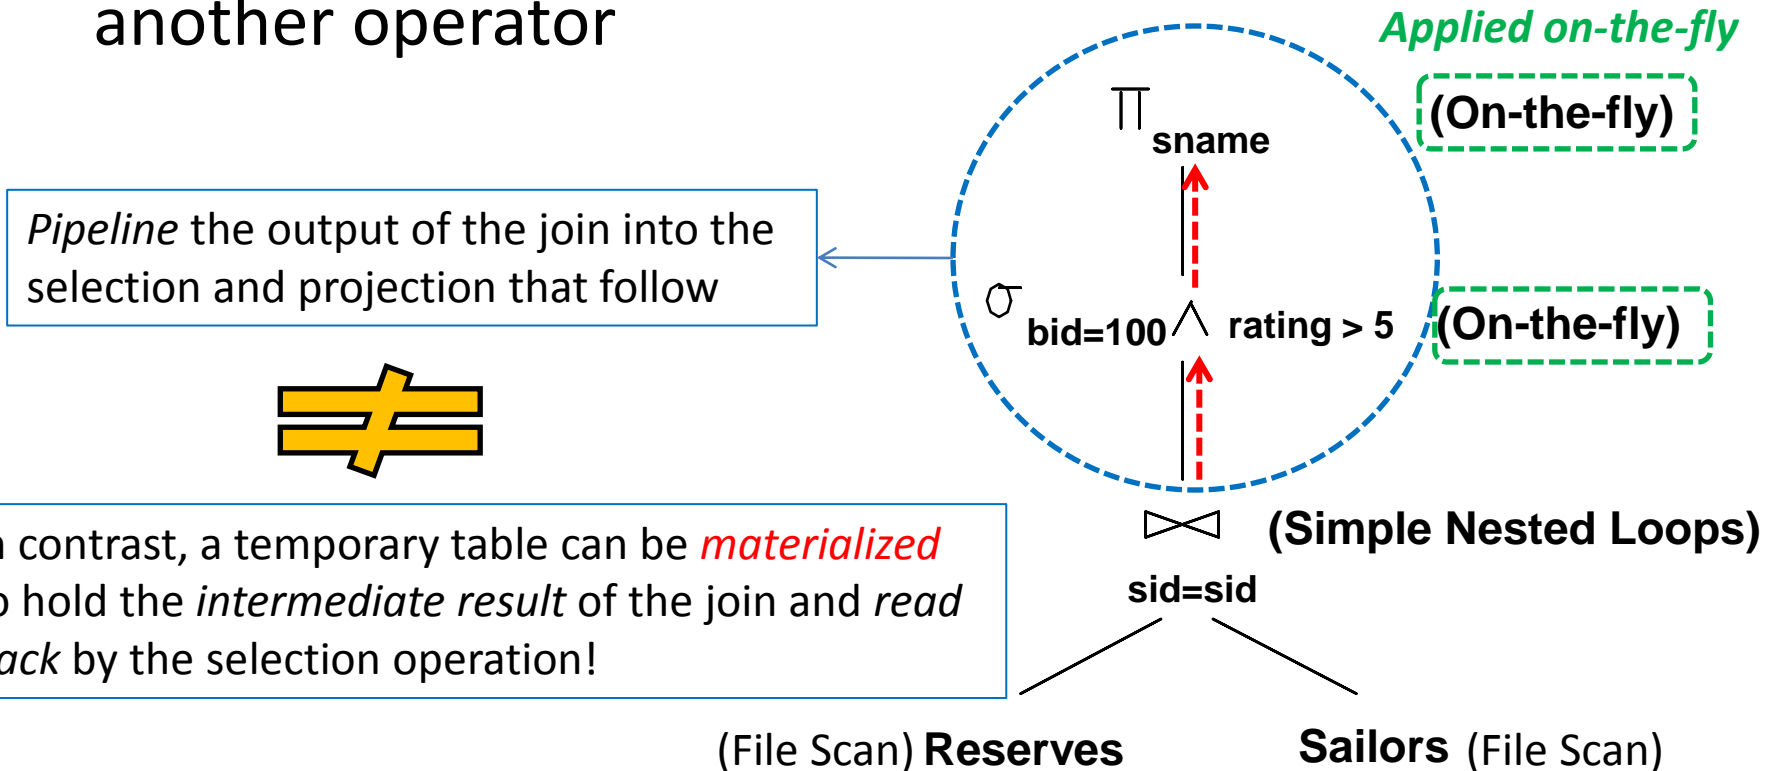 another operator
Applied on-the-fly
(On-the-fly)
∏ sname
Pipeline the output of the join into the
selection and projection that follow
σ bid=100 ∧ rating > 5
(On-the-fly)
≠
contrast, a temporary table can be materialized
hold the intermediate result of the join and read
by the selection operation!
⋈ (Simple Nested Loops)
sid=sid
(File Scan) Reserves
Sailors (File Scan)